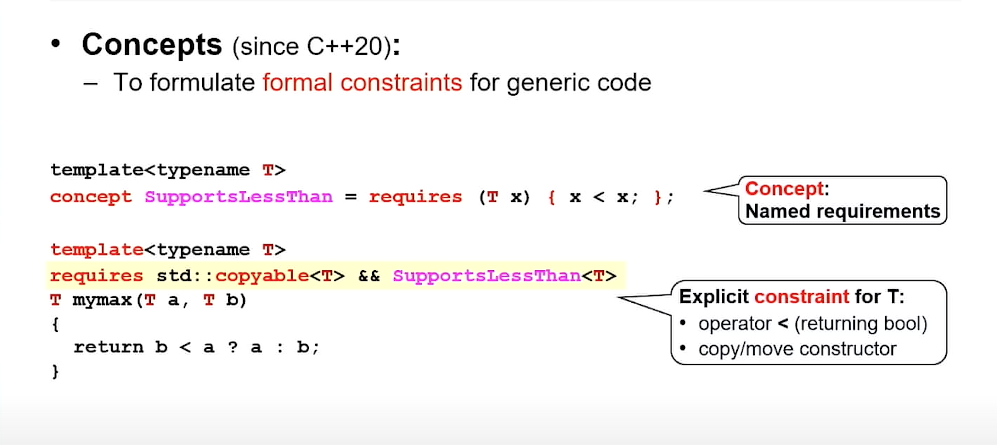 • Concepts (since C++20):
– To formulate formal constraints for generic code
template<typename T>
concept SupportsLessThan = requires (T x) { x < x; };
Concept:
Named requirements
template<typename T>
requires std::copyable<T> && SupportsLessThan<T>
T mymax(T a, T b)
{
return b < a ? a : b;
}
Explicit constraint for T:
• operator < (returning bool)
• copy/move constructor